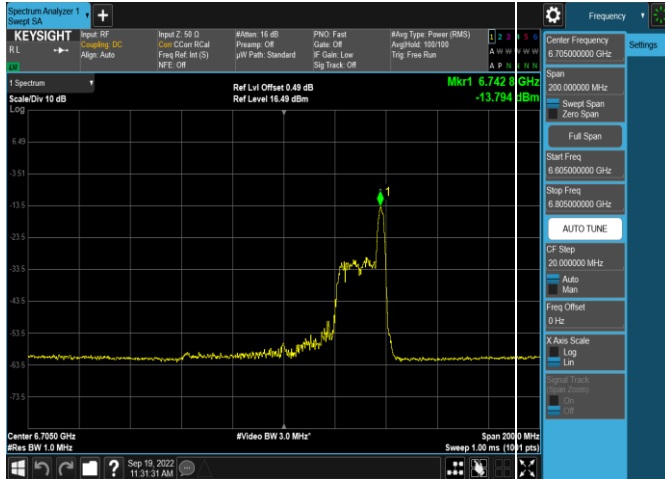 Spectrum Analyzer 1
Swept SA
KEYSIGHT
RL
Input: RF
Coupling: DC
Align: Auto
Input Z: 50 Ω
Corr CCorr RCal
Freq Ref: Int (S)
NFE: Off
#Atten: 16 dB
Preamp: Off
µW Path: Standard
PNO: Fast
Gate: Off
IF Gain: Low
Sig Track: Off
#Avg Type: Power (RMS)
Avg|Hold: 100/100
Trig: Free Run
1 2 3 4 5 6
A W W W W W
A P N N N N
1 Spectrum
Scale/Div 10 dB
Log
Ref Lvl Offset 0.49 dB
Ref Level 16.49 dBm
Mkr1 6.742 8 GHz
-13.794 dBm
6.49
-3.51
-13.5
-23.5
-33.5
-43.5
-53.5
-63.5
-73.5
1
Center 6.7050 GHz
#Res BW 1.0 MHz
#Video BW 3.0 MHz*
Span 200.0 MHz
Sweep 1.00 ms (1001 pts)
Sep 19, 2022
11:31:31 AM
Frequency
Settings
Center Frequency
6.705000000 GHz
Span
200.000000 MHz
Swept Span
Zero Span
Full Span
Start Freq
6.605000000 GHz
Stop Freq
6.805000000 GHz
AUTO TUNE
CF Step
20.000000 MHz
Auto
Man
Freq Offset
0 Hz
X Axis Scale
Log
Lin
Signal Track
(Span Zoom)
On
Off